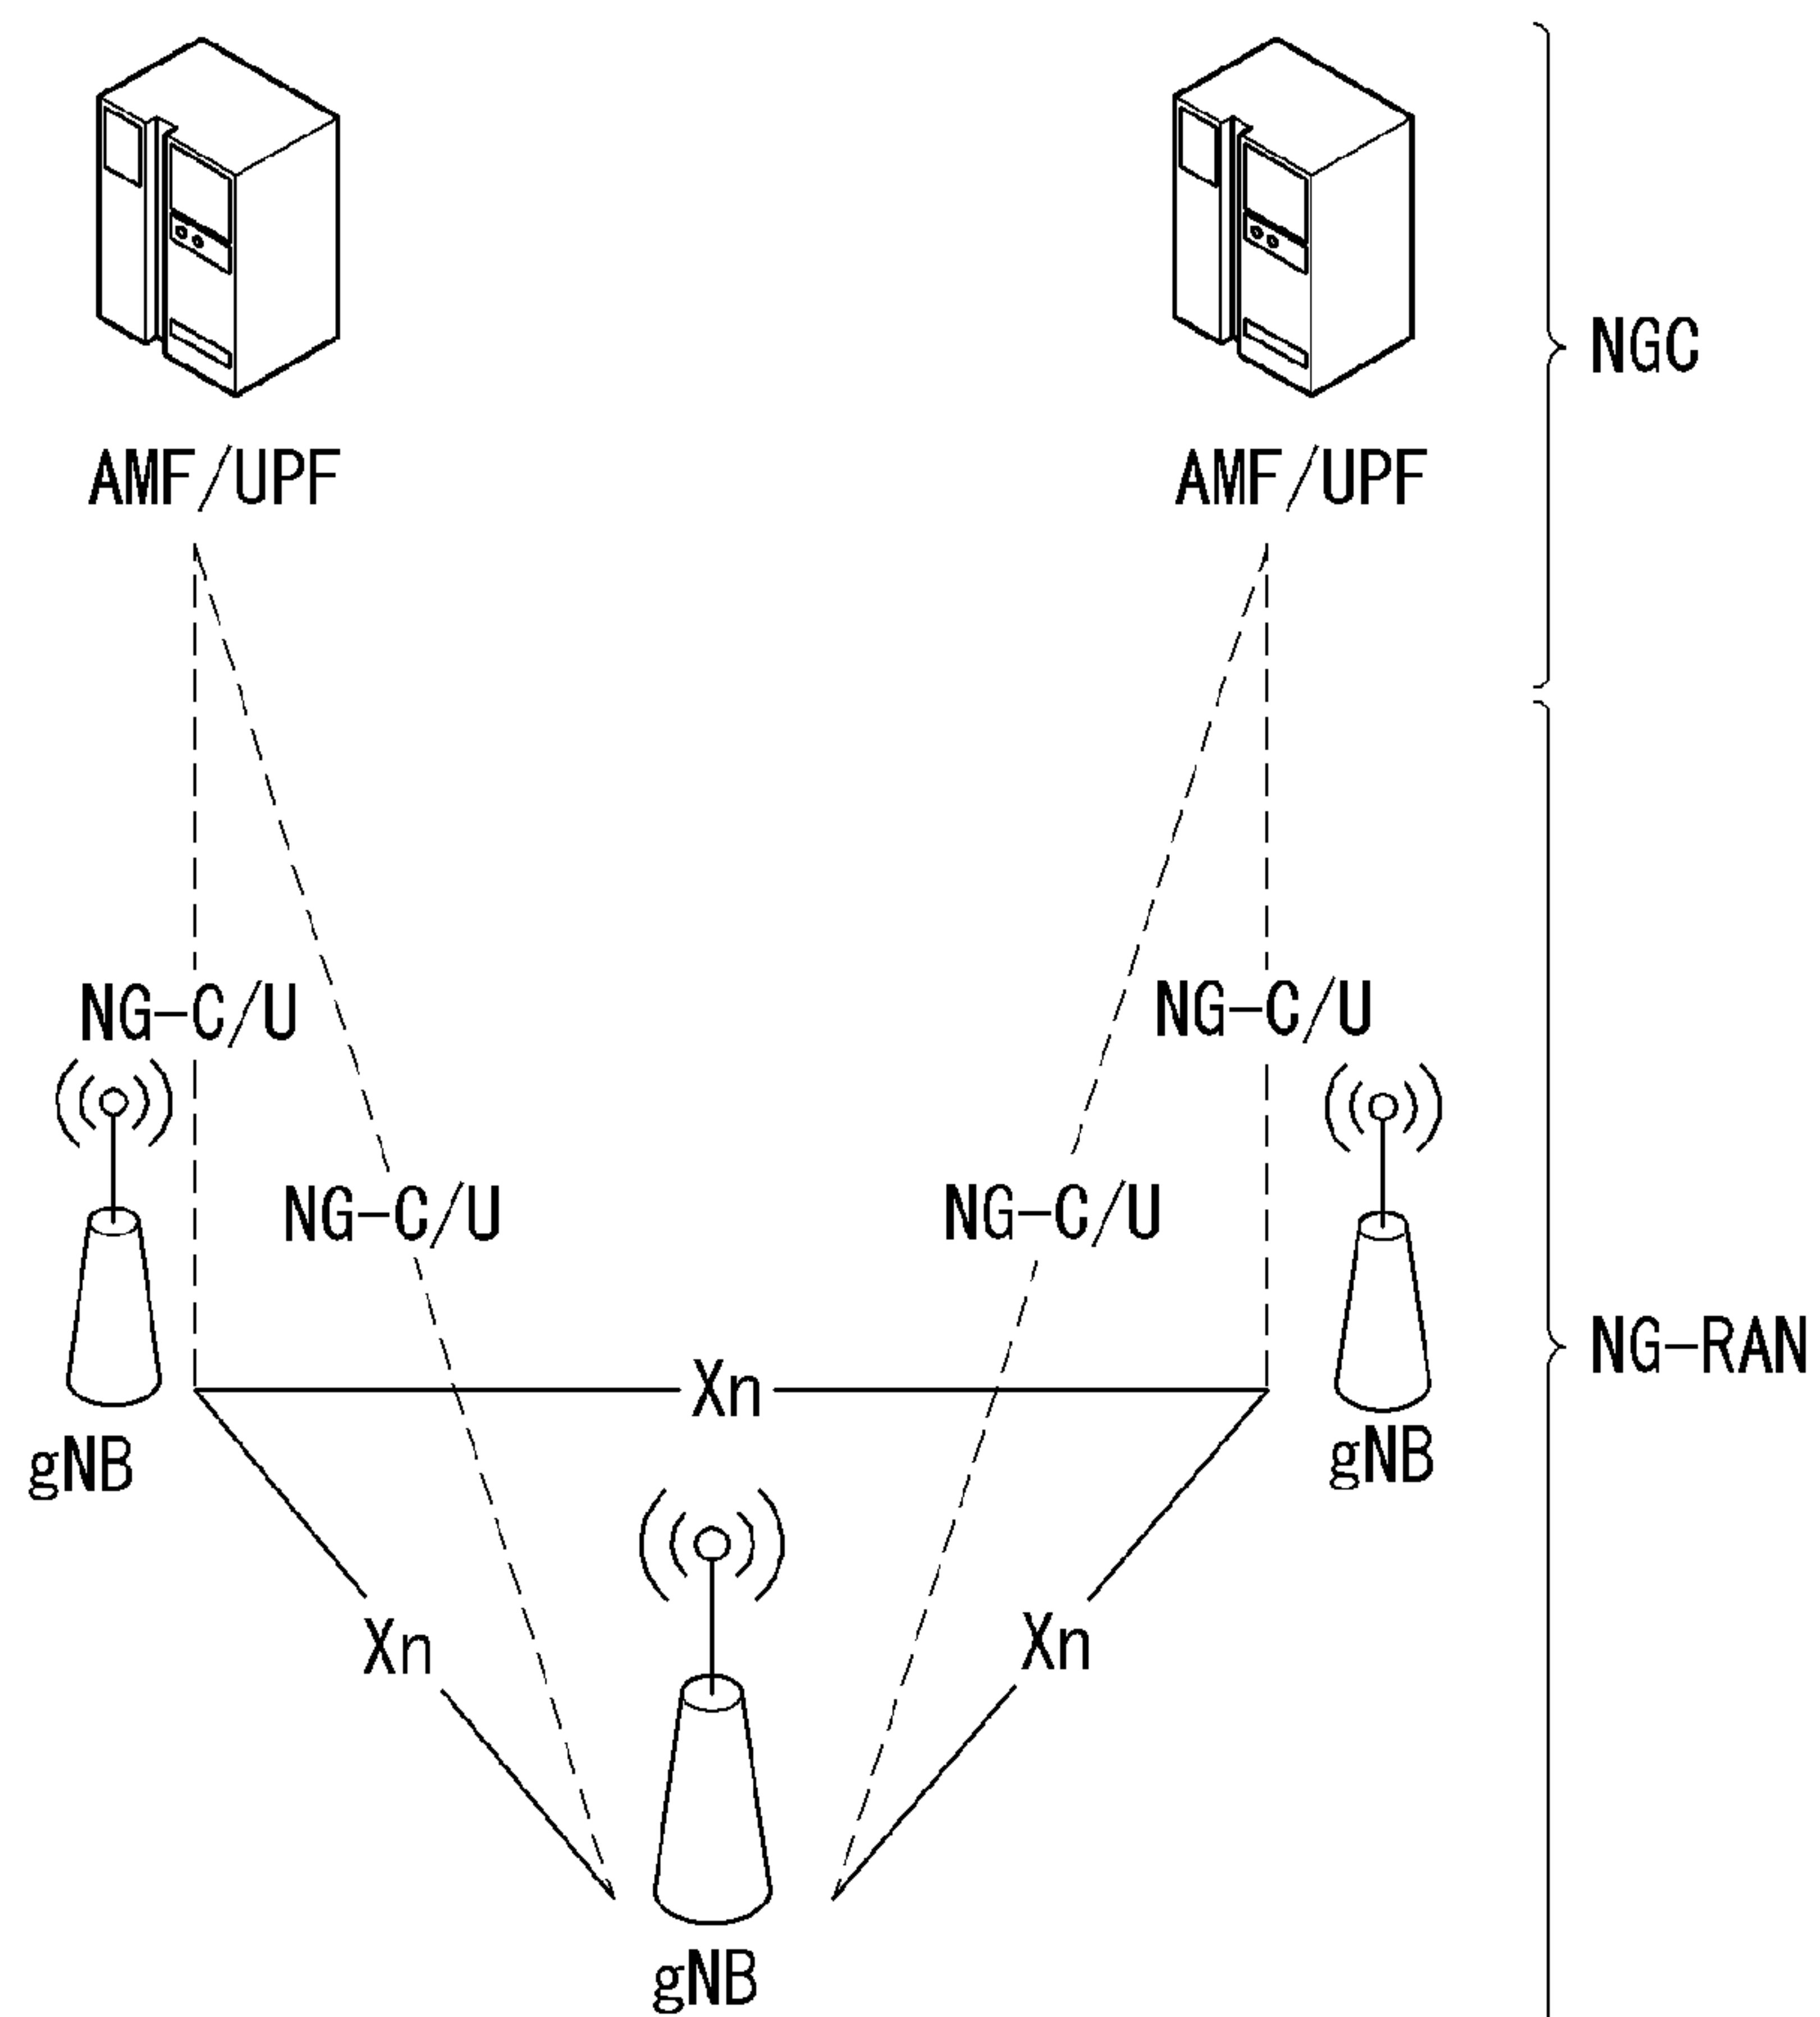 NGC
AMF/UPF
AMF/UPF
NG-C/U
NG-C/U
NG-C/U
NG-C/U
NG-RAN
Xn
gNB
gNB
Xn
Xn
gNB